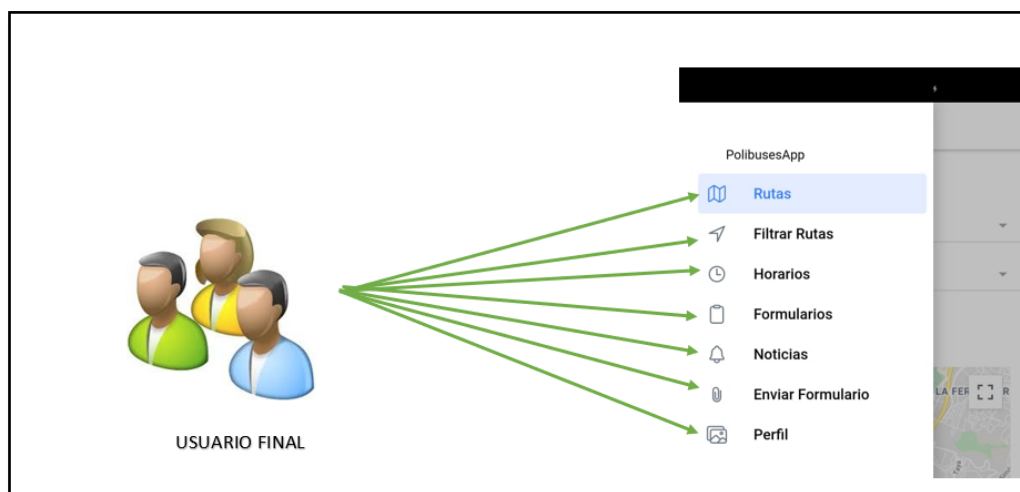 PolibusesApp
Rutas
Filtrar Rutas
Horarios
Formularios
Noticias
Enviar Formulario
Perfil
USUARIO FINAL